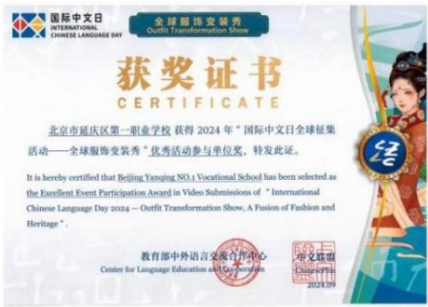 国际中文日
INTERNATIONAL
CHINESE LANGUAGE DAY
全球服饰变装秀
Outfit Transformation Show
获奖证书
CERTIFICATE
北京市延庆区第一职业学校 获得 2024 年“国际中文日全球征集
活动——全球服饰变装秀”优秀活动参与单位奖，特发此证。
It is hereby certified that Beijing Yanqing NO.1 Vocational School has been selected as
the Excellent Event Participation Award in Video Submissions of “International
Chinese Language Day 2024 — Outfit Transformation Show, A Fusion of Fashion and
Heritage”.
教育部中外语言交流合作中心
中文联盟
Center for Language Education and Cooperation
ChinesePlus
2024.09